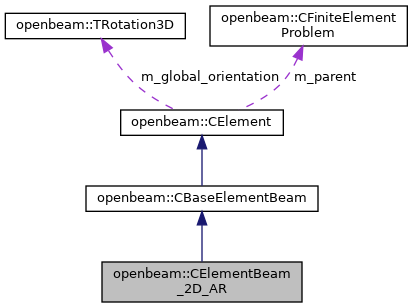 openbeam::TRotation3D
openbeam::CFiniteElement
Problem
m_global_orientation
m_parent
openbeam::CElement
openbeam::CBaseElementBeam
openbeam::CElementBeam
_2D_AR